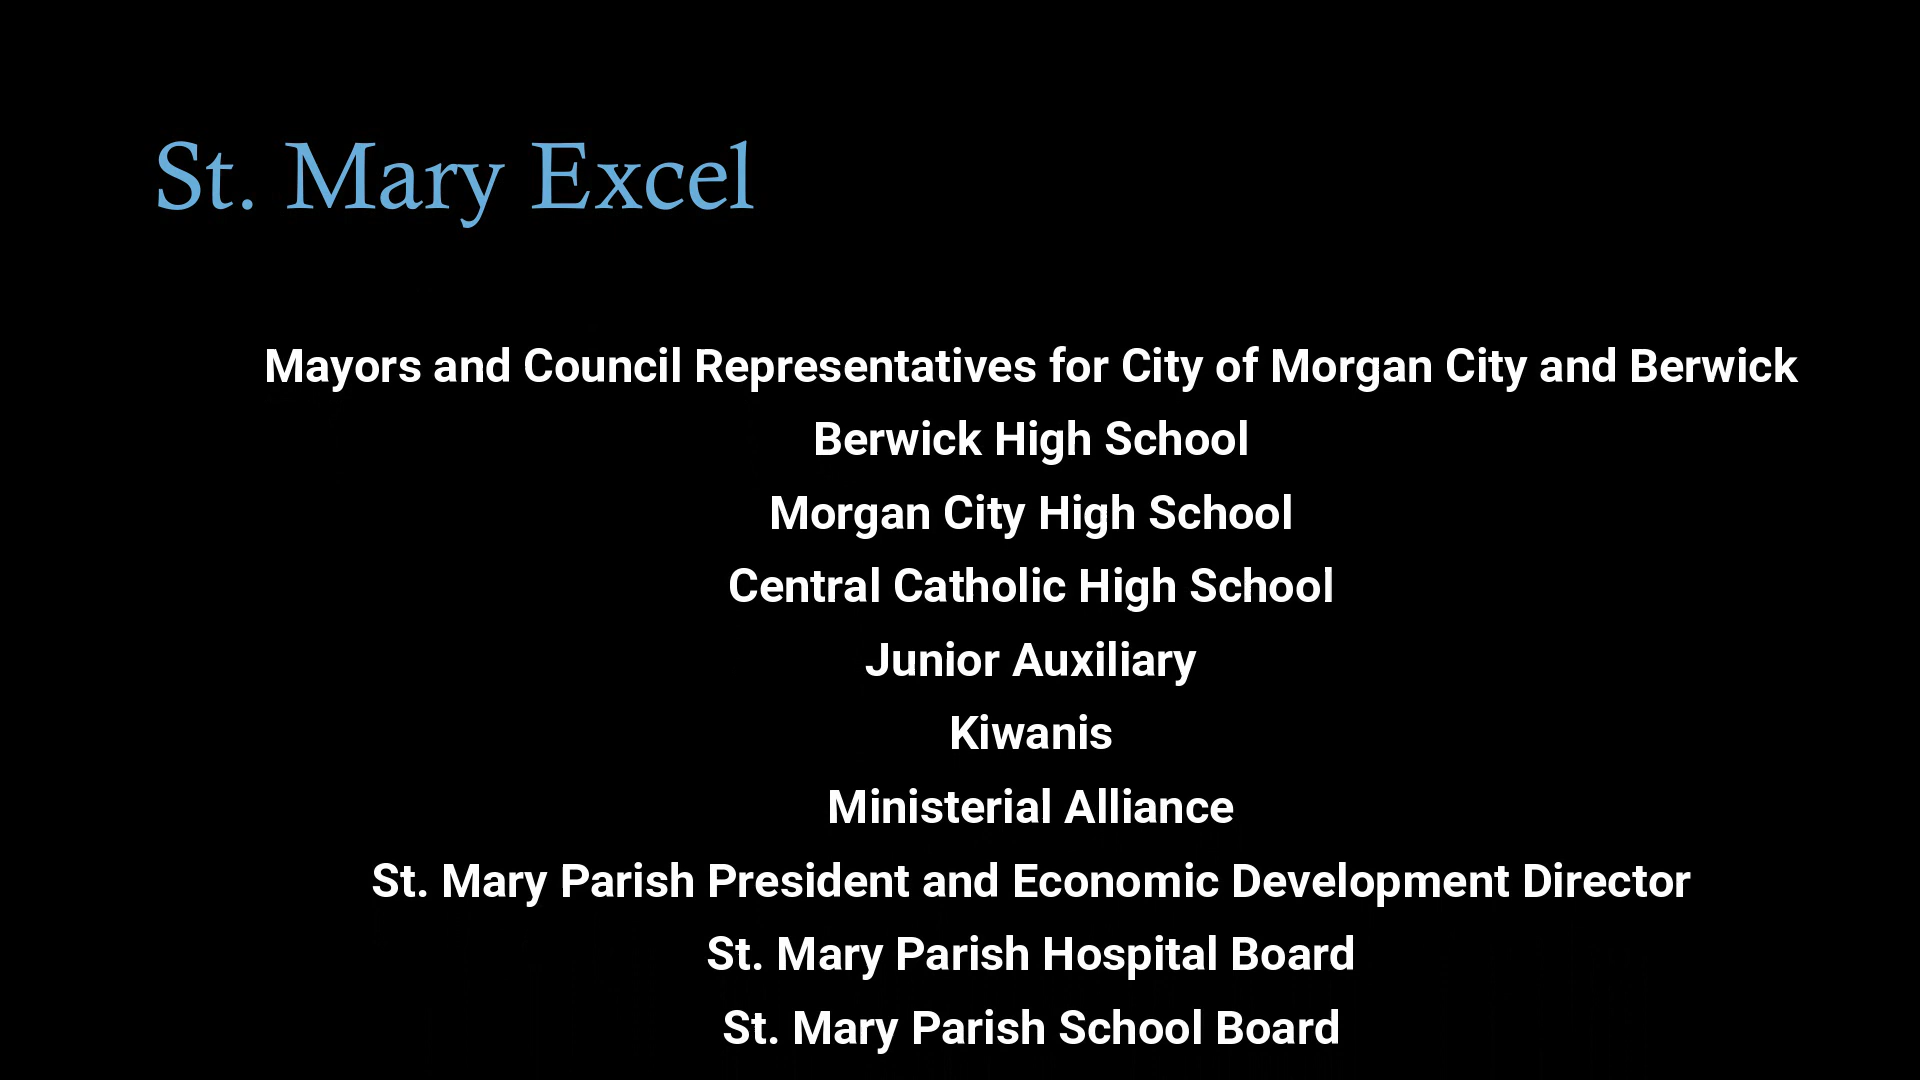 St. Mary Excel
Mayors and Council Representatives for City of Morgan City and Berwick
Berwick High School
Morgan City High School
Central Catholic High School
Junior Auxiliary
Kiwanis
Ministerial Alliance
St. Mary Parish President and Economic Development Director
St. Mary Parish Hospital Board
St. Mary Parish School Board